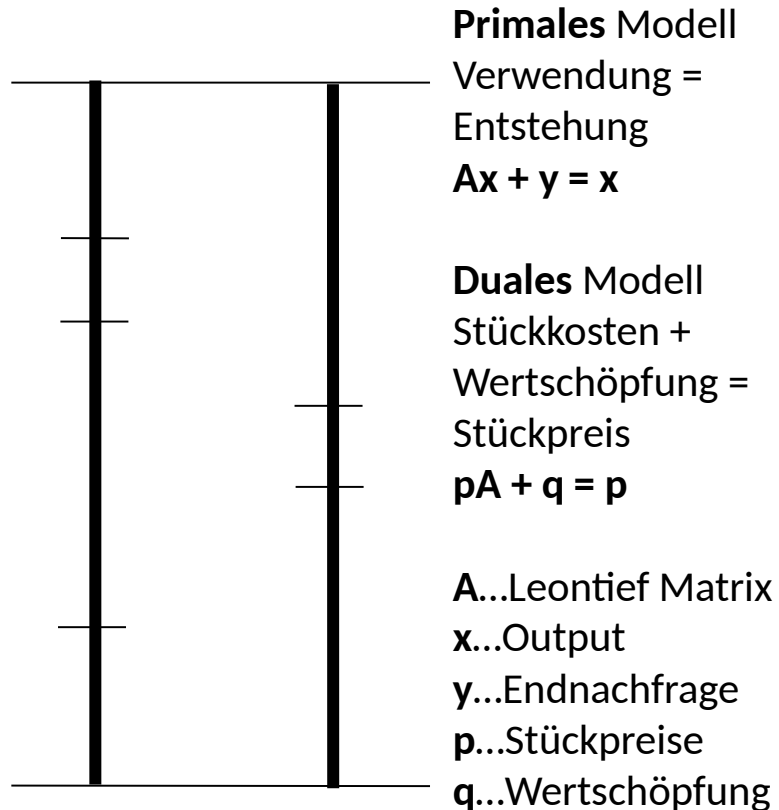 Primales Modell
Verwendung =
Entstehung
Ax + y = x
Duales Modell
Stückkosten +
Wertschöpfung =
Stückpreis
pA + q = p
A...Leontief Matrix
x...Output
y...Endnachfrage
p...Stückpreise
q...Wertschöpfung